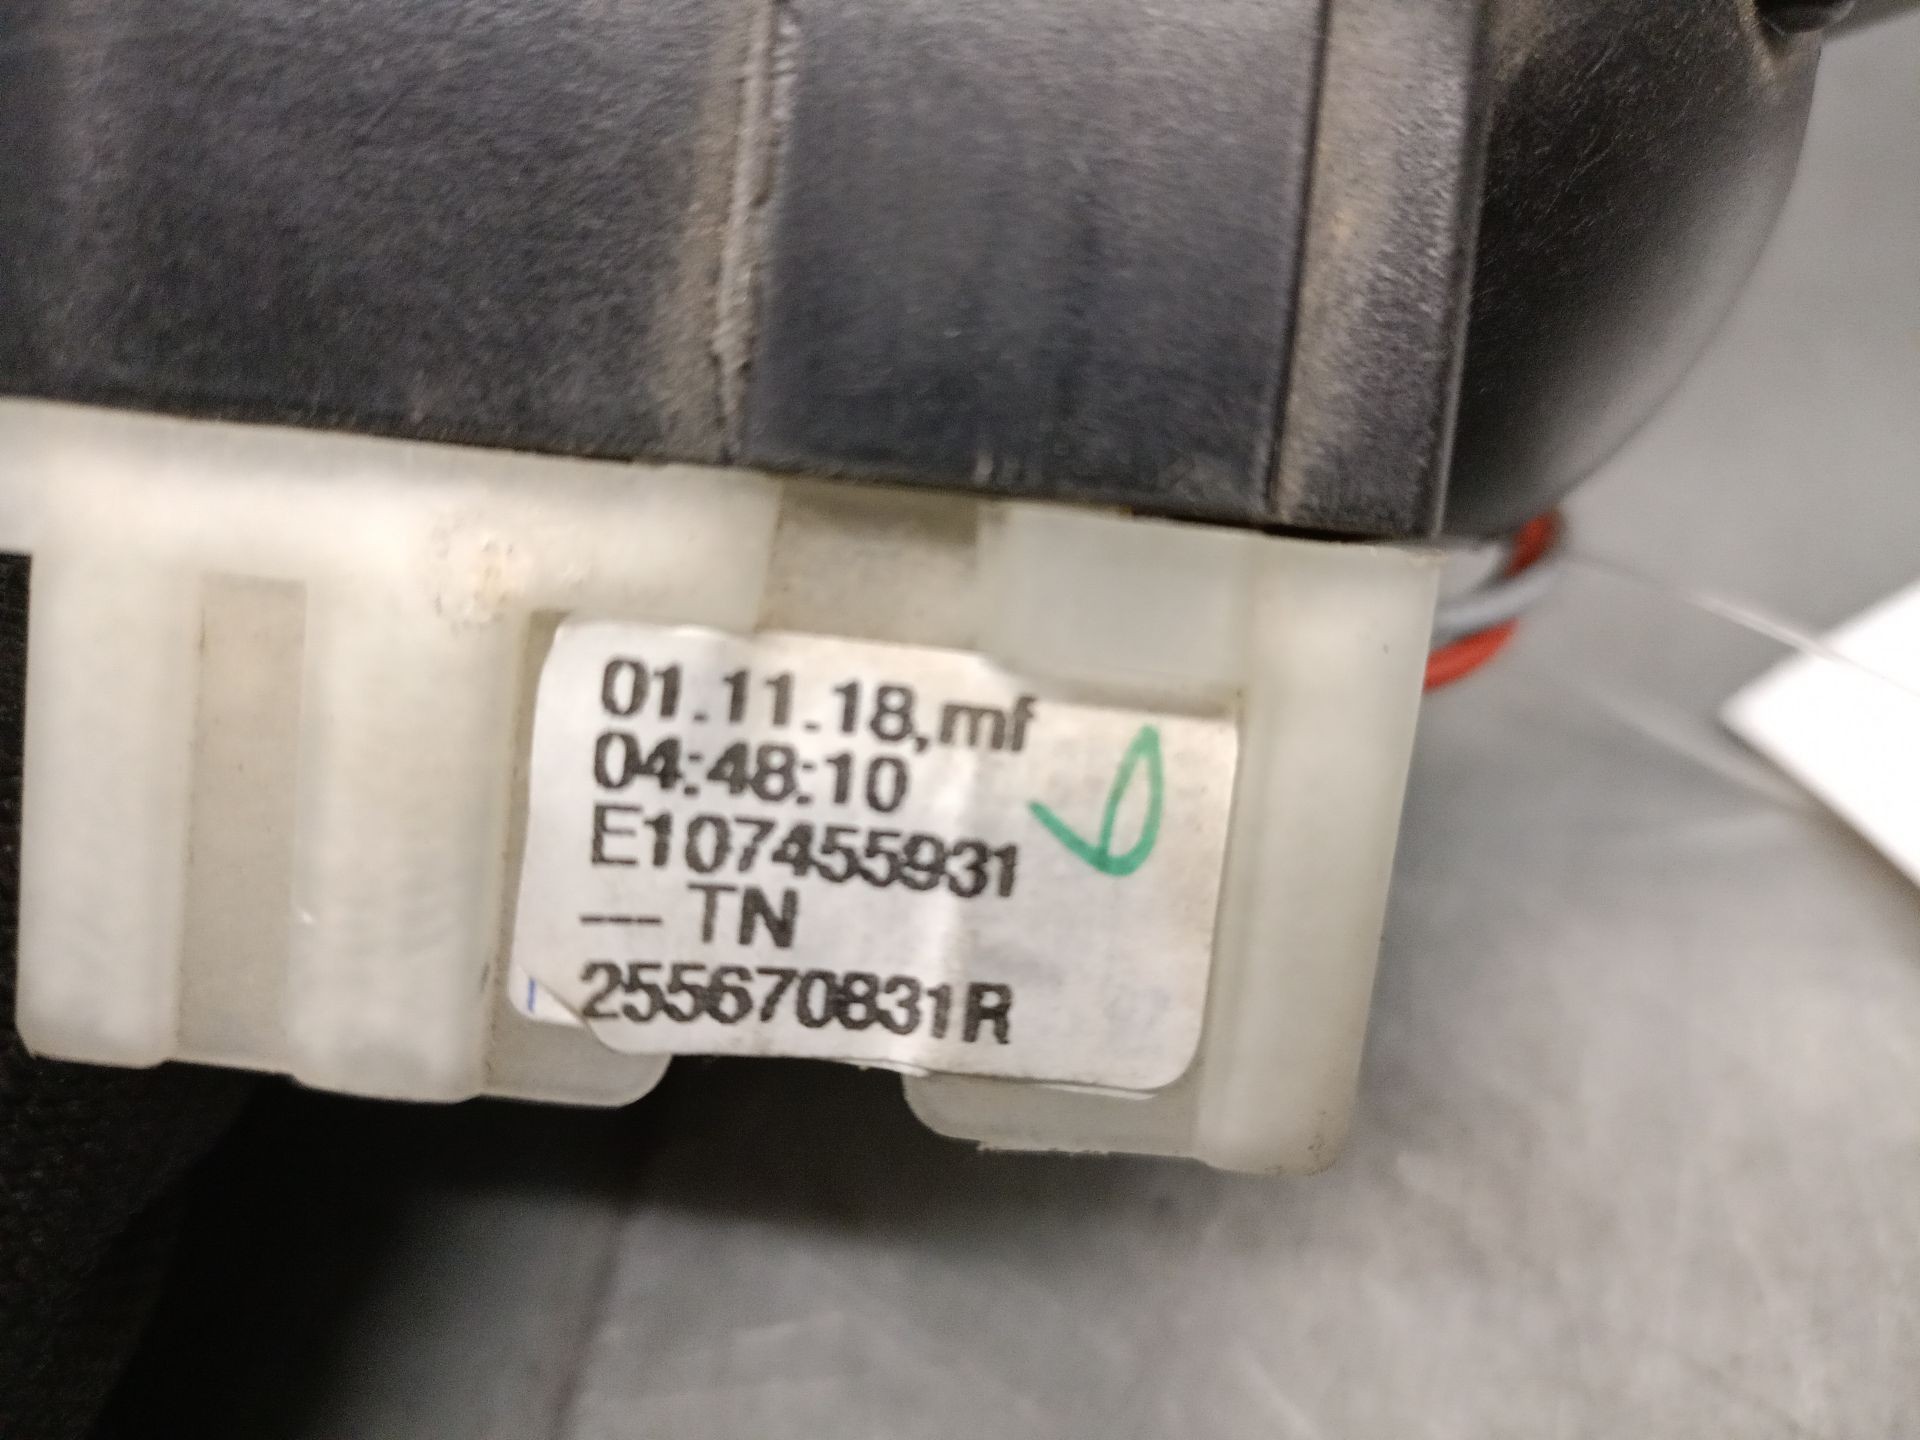 01.11.18,mf
04:48:10
E107455931
--- TN
255670831R